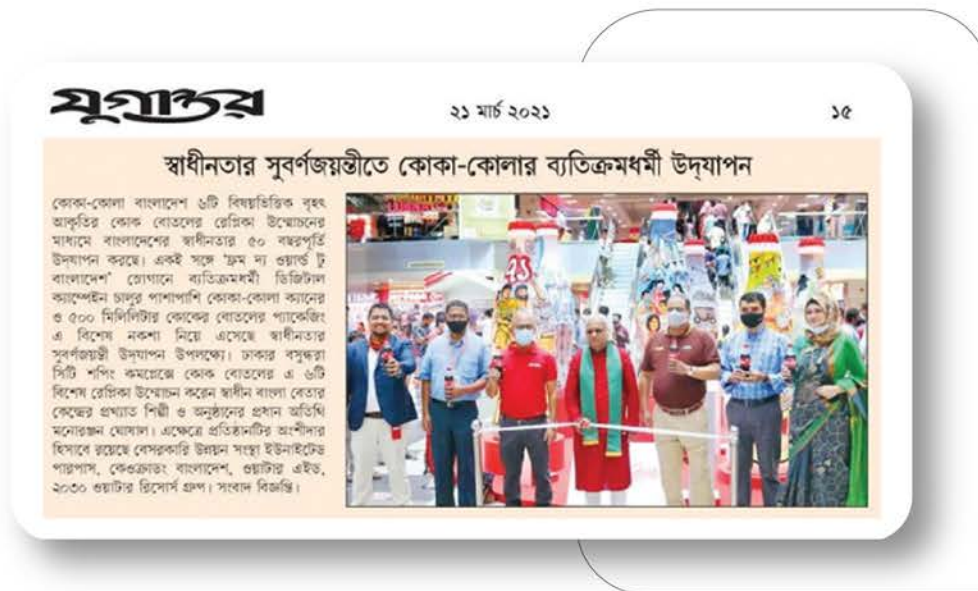 যুগান্তর
২১ মার্চ ২০২১
১৫
স্বাধীনতার সুবর্ণজয়ন্তীতে কোকা-কোলার ব্যতিক্রমধর্মী উদ্‌যাপন
কোকা-কোলা বাংলাদেশ ৬টি বিষয়ভিত্তিক বৃহৎ
আকৃতির কোক বোতলের রেপ্লিকা উন্মোচনের
মাধ্যমে বাংলাদেশের স্বাধীনতার ৫০ বছরপূর্তি
উদযাপন করছে। একই সঙ্গে ‘ফ্রম দ্য ওয়ার্ল্ড টু
বাংলাদেশ’ স্লোগানে ব্যতিক্রমধর্মী ডিজিটাল
ক্যাম্পেইন চালুর পাশাপাশি কোকা-কোলা ক্যানের
ও ৫০০ মিলিলিটার কোকের বোতলের প্যাকেজিং
এ বিশেষ নকশা নিয়ে এসেছে স্বাধীনতার
সুবর্ণজয়ন্তী উদ্‌যাপন উপলক্ষ্যে। ঢাকার বসুন্ধরা
সিটি শপিং কমপ্লেক্সে কোক বোতলের এ ৬টি
বিশেষ রেপ্লিকা উন্মোচন করেন স্বাধীন বাংলা বেতার
কেন্দ্রের প্রখ্যাত শিল্পী ও অনুষ্ঠানের প্রধান অতিথি
মনোরঞ্জন ঘোষাল। এক্ষেত্রে প্রতিষ্ঠানটির অংশীদার
হিসাবে রয়েছে বেসরকারি উন্নয়ন সংস্থা ইউনাইটেড
পারপাস, কেওক্রাডং বাংলাদেশ, ওয়াটার এইড,
২০৩০ ওয়াটার রিসোর্স গ্রুপ। সংবাদ বিজ্ঞপ্তি।
২১